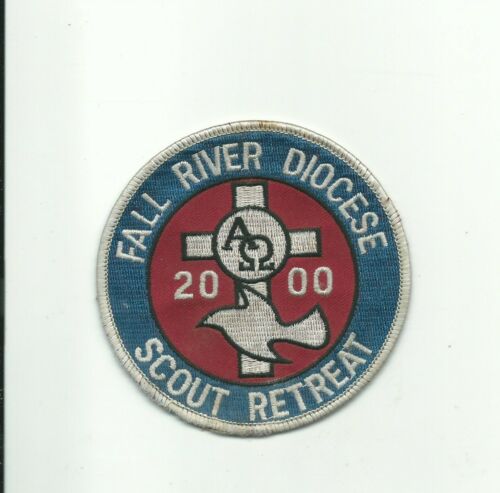 FALL RIVER DIOCESE
ΑΩ
20 00
SCOUT RETREAT